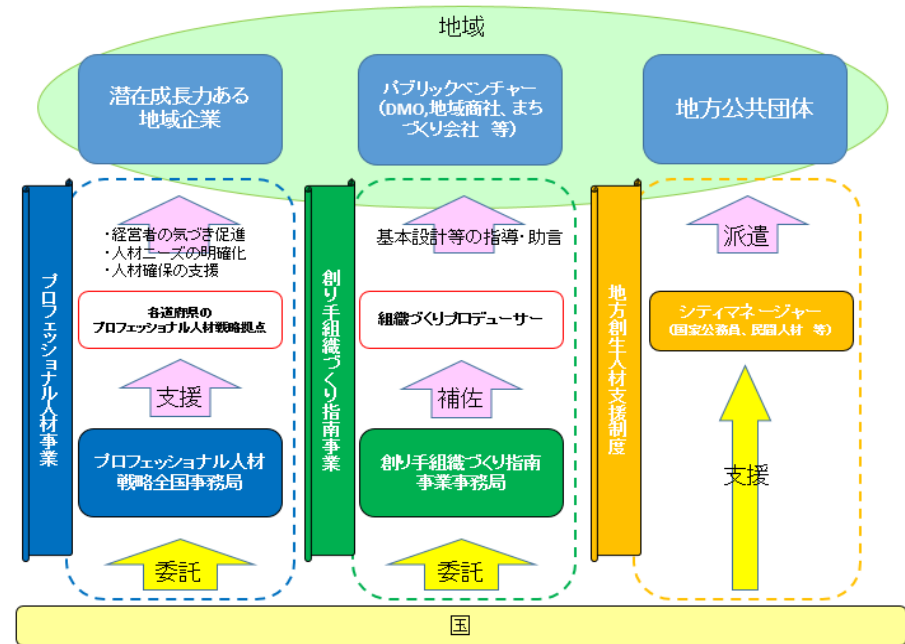 地域
潜在成長力ある
地域企業
パブリックベンチャー
（DMO,地域商社、まち
づくり会社　等）
地方公共団体
プロフェッショナル人材事業
・経営者の気づき促進
・人材ニーズの明確化
・人材確保の支援
各道府県の
プロフェッショナル人材戦略拠点
支援
プロフェッショナル人材
戦略全国事務局
委託
創り手組織づくり指南事業
基本設計等の指導・助言
組織づくりプロデューサー
補佐
創り手組織づくり指南
事業事務局
委託
地方創生人材支援制度
派遣
シティマネージャー
（国家公務員、民間人材　等）
支援
国